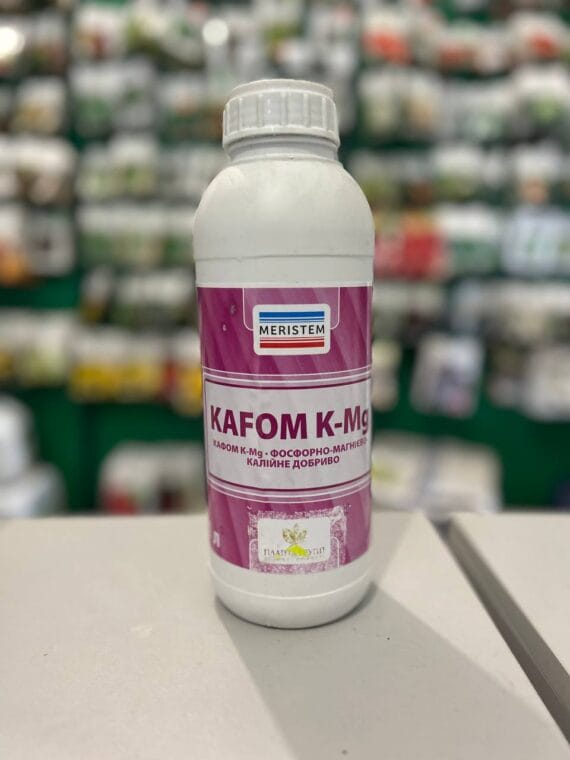 MERISTEM
KAFOM K-Mg
КАФОМ K-Mg • ФОСФОРНО-МАГНІЄВО-
КАЛІЙНЕ ДОБРИВО
Л